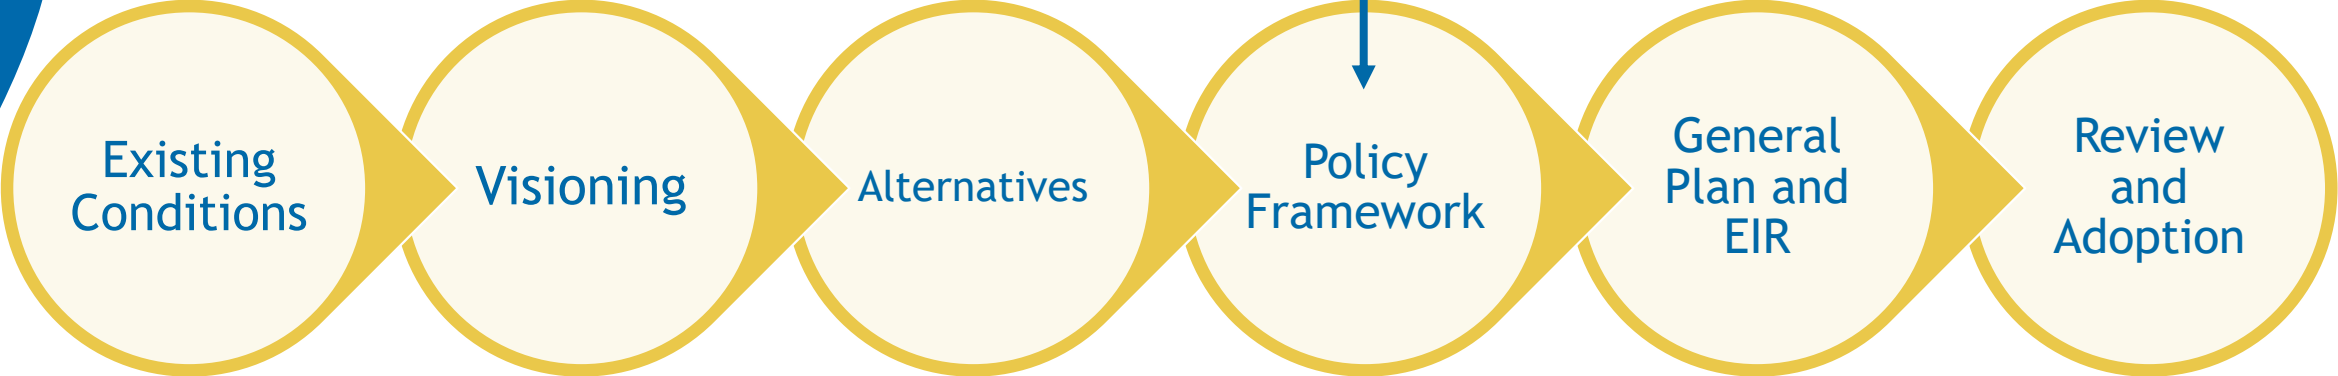 Existing
Conditions
Visioning
Alternatives
Policy
Framework
General
Plan and
EIR
Review
and
Adoption